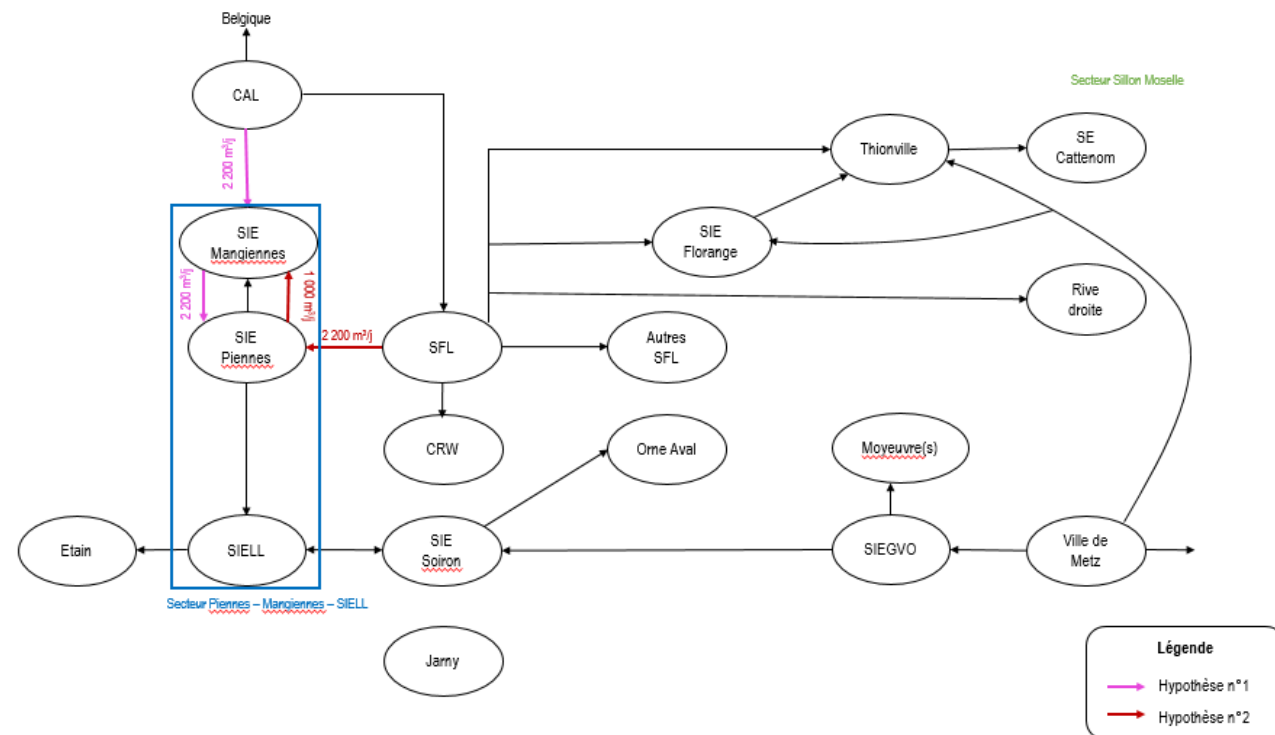 Belgique
CAL
Secteur Sillon Moselle
2 200 m³/j
Thionville
SE
Cattenom
SIE
Mangiennes
SIE
Florange
2 200 m³/j
1 000 m³/j
Rive
droite
SIE
Piennes
2 200 m³/j
SFL
Autres
SFL
CRW
Orne Aval
Moyeuvre(s)
Etain
SIELL
SIE
Soiron
SIEGVO
Ville de
Metz
Secteur Piennes – Mangiennes – SIELL
Jarny
Légende
Hypothèse n°1
Hypothèse n°2